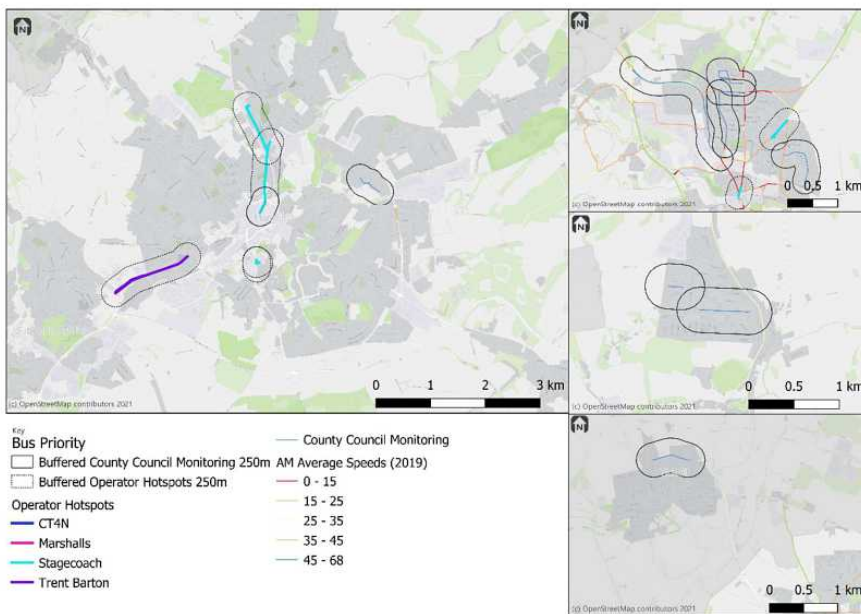 N
0 1 2 3 km
(c) OpenStreetMap contributors 2021
N
0 0.5 1 km
(c) OpenStreetMap contributors 2021
N
0 0.5 1 km
(c) OpenStreetMap contributors 2021
N
0 0.5 1 km
(c) OpenStreetMap contributors 2021
Key
Bus Priority
Buffered County Council Monitoring 250m
Buffered Operator Hotspots 250m
Operator Hotspots
CT4N
Marshalls
Stagecoach
Trent Barton
County Council Monitoring
AM Average Speeds (2019)
0 - 15
15 - 25
25 - 35
35 - 45
45 - 68